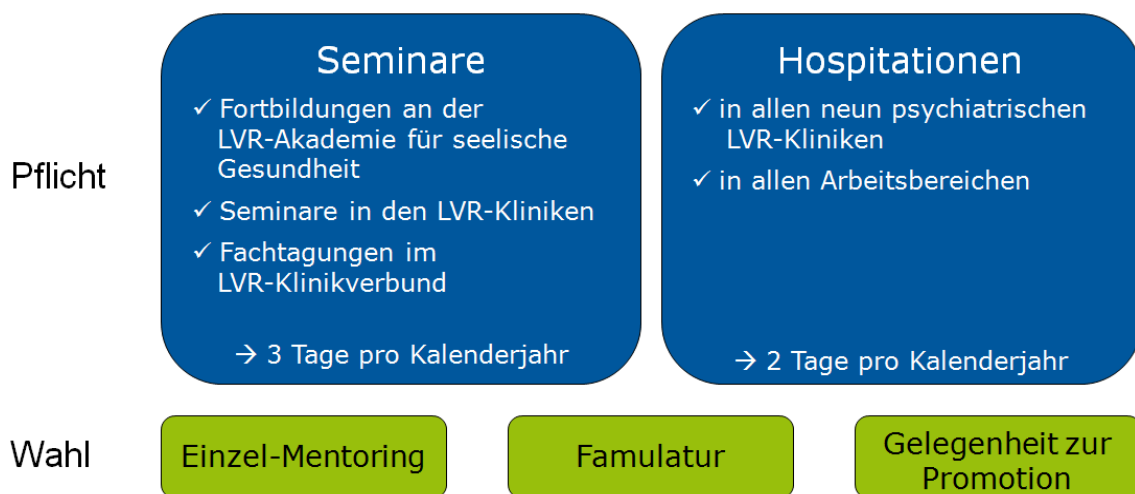 Pflicht
Seminare
✓ Fortbildungen an der
LVR-Akademie für seelische
Gesundheit
✓ Seminare in den LVR-Kliniken
✓ Fachtagungen im
LVR-Klinikverbund
→ 3 Tage pro Kalenderjahr
Hospitationen
✓ in allen neun psychiatrischen
LVR-Kliniken
✓ in allen Arbeitsbereichen
→ 2 Tage pro Kalenderjahr
Wahl
Einzel-Mentoring
Famulatur
Gelegenheit zur
Promotion